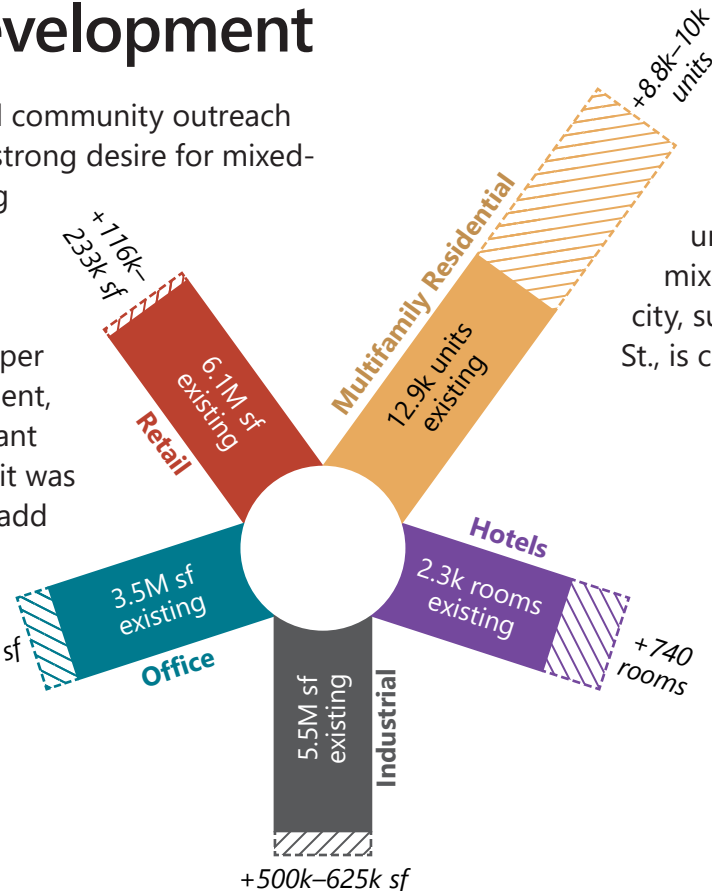 evelopment
community outreach
strong desire for mixed-
+8.8k–10k
units
+116k–
233k sf
Multifamily Residential
12.9k units
existing
mix
city, su
St., is c
per
ent,
ant
it was
add
6.1M sf
existing
Retail
Hotels
2.3k rooms
existing
+740
rooms
3.5M sf
existing
sf
Office
5.5M sf
existing
Industrial
+500k–625k sf